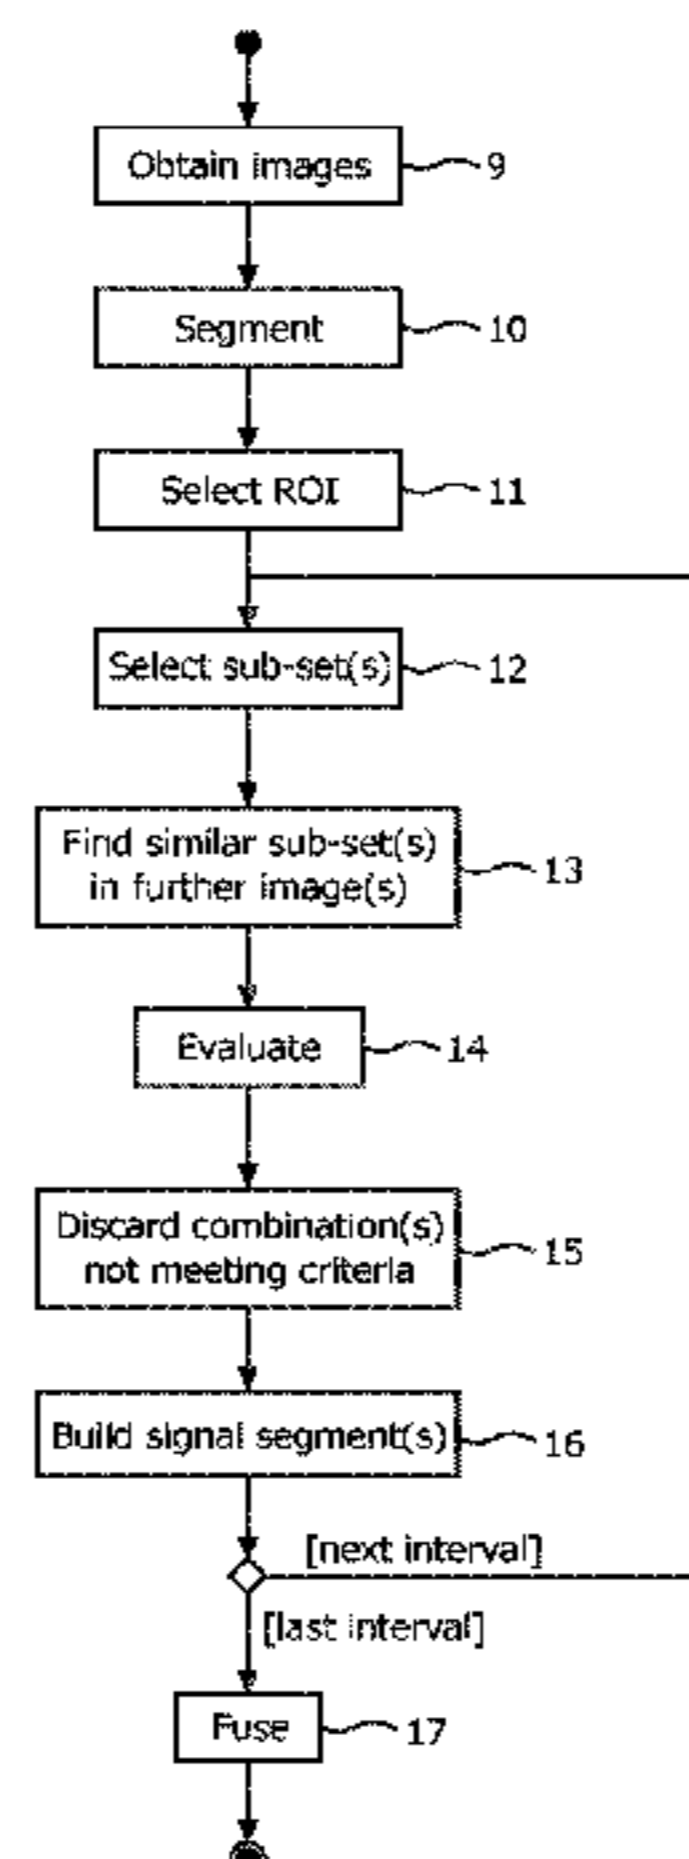 Obtain images 9
Segment 10
Select ROI 11
Select sub-set(s) 12
Find similar sub-set(s)
in further image(s) 13
Evaluate 14
Discard combination(s)
not meeting criteria 15
Build signal segment(s) 16
[next interval]
[last interval]
Fuse 17